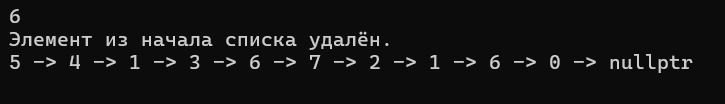 6
Элемент из начала списка удалён.
5 -> 4 -> 1 -> 3 -> 6 -> 7 -> 2 -> 1 -> 6 -> 0 -> nullptr